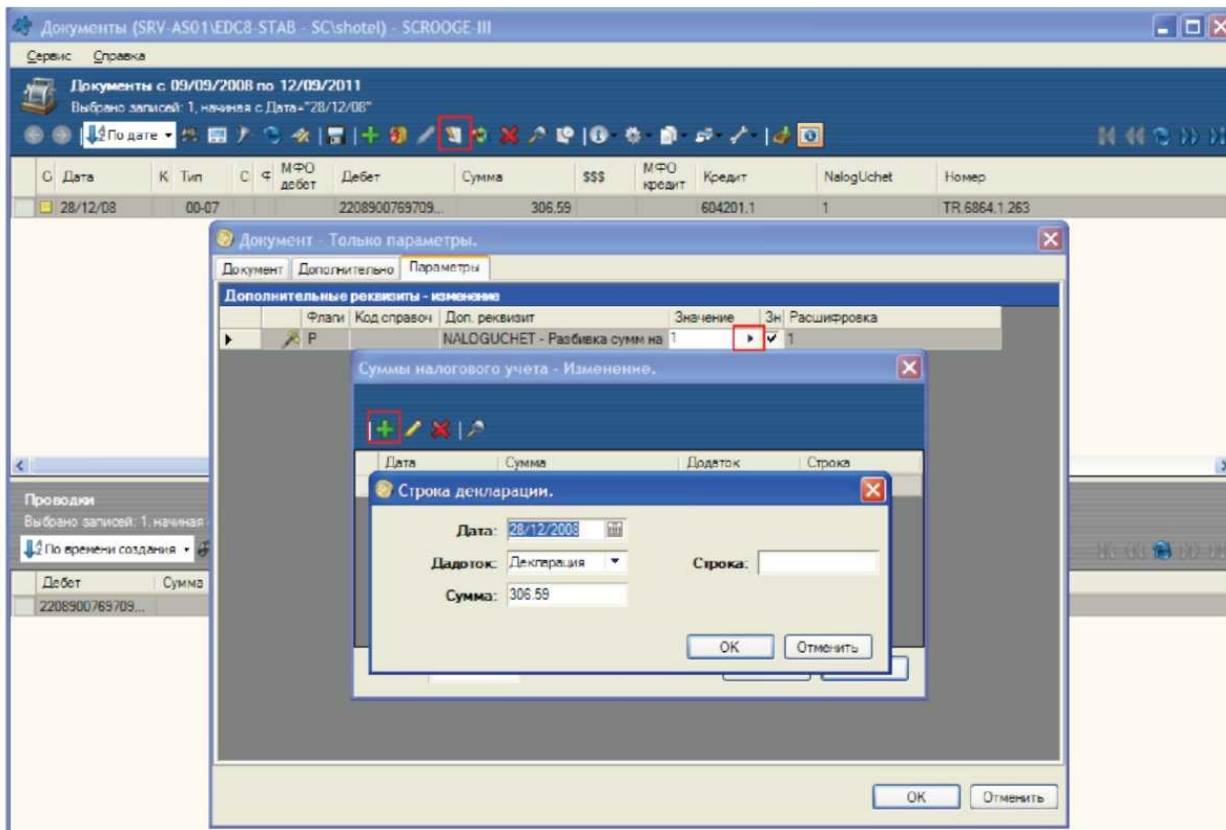 Документы (SRV-AS01\EDC8-STAB - SC\shotel) - SCROOGE-III
Сервис Справка
Документы с 09/09/2008 по 12/09/2011
Выбрано записей: 1, начиная с Дата="28/12/08"
По дате
С Дата К Тип С Ф МФО дебет Дебет Сумма $$$ МФО кредит Кредит NalogUchet Номер
28/12/08 00-07 2208900769709... 306.59 604201.1 1 TR.6864.1.263
Документ - Только параметры.
Документ Дополнительно Параметры
Дополнительные реквизиты - изменение
Флаги Код справоч Доп. реквизит Значение Зн Расшифровка
Р NALOGUCHET - Разбивка сумм на 1 1
Суммы налогового учета - Изменение.
Дата Сумма Додаток Строка
Строка декларации.
Дата: 28/12/2008
Дадоток: Декларация Строка:
Сумма: 306.59
OK Отменить
Проводки
Выбрано записей: 1, начиная
По времени создания
Дебет Сумма
2208900769709...
OK Отменить